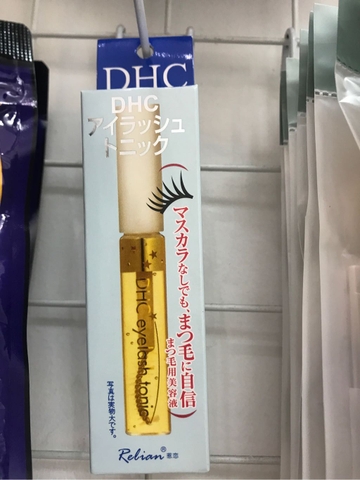 DHC
DHC
アイラッシュ
トニック
マスカラなしでも、まつ毛に自信
まつ毛用美容液
DHC eyelash tonic
写真は実物大です。
Rebian®